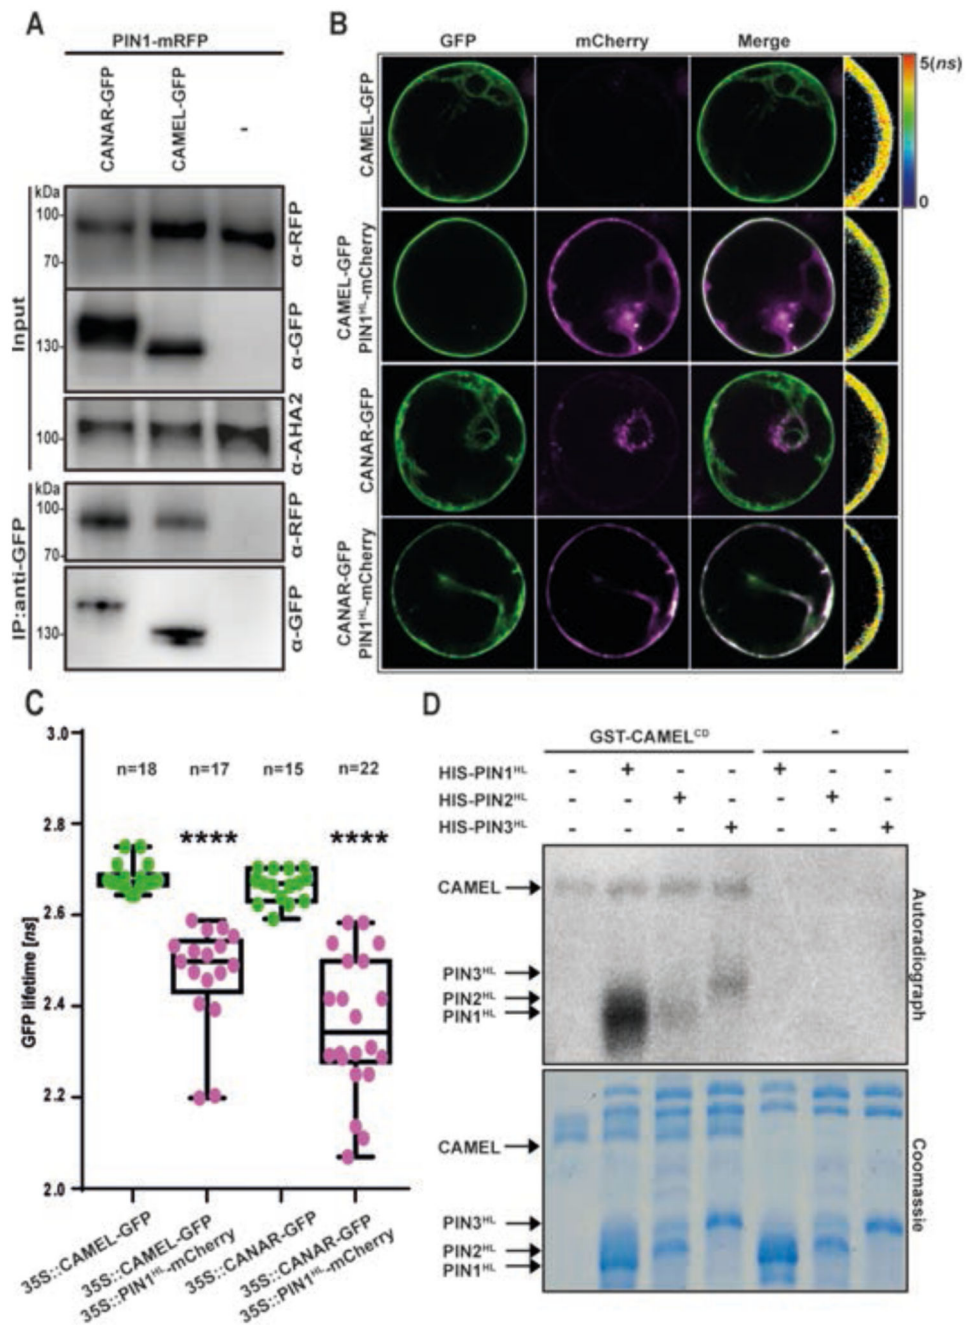 A
PIN1-mRFP
CANAR-GFP
CAMEL-GFP
-
kDa
100
70
α-RFP
130
α-GFP
100
α-AHA2
Input
kDa
100
70
α-RFP
130
α-GFP
IP:anti-GFP
B
GFP mCherry Merge
5(ns)
0
CAMEL-GFP
CAMEL-GFP
PIN1HL-mCherry
CANAR-GFP
CANAR-GFP
PIN1HL-mCherry
C
GFP lifetime [ns]
3.0
2.8
2.6
2.4
2.2
2.0
n=18 n=17 n=15 n=22
**** ****
35S::CAMEL-GFP
35S::CAMEL-GFP
35S::PIN1HL-mCherry
35S::CANAR-GFP
35S::CANAR-GFP
35S::PIN1HL-mCherry
D
GST-CAMELCD -
HIS-PIN1HL - + - - + - -
HIS-PIN2HL - - + - - + -
HIS-PIN3HL - - - + - - +
CAMEL
PIN3HL
PIN2HL
PIN1HL
Autoradiograph
CAMEL
PIN3HL
PIN2HL
PIN1HL
Coomassie